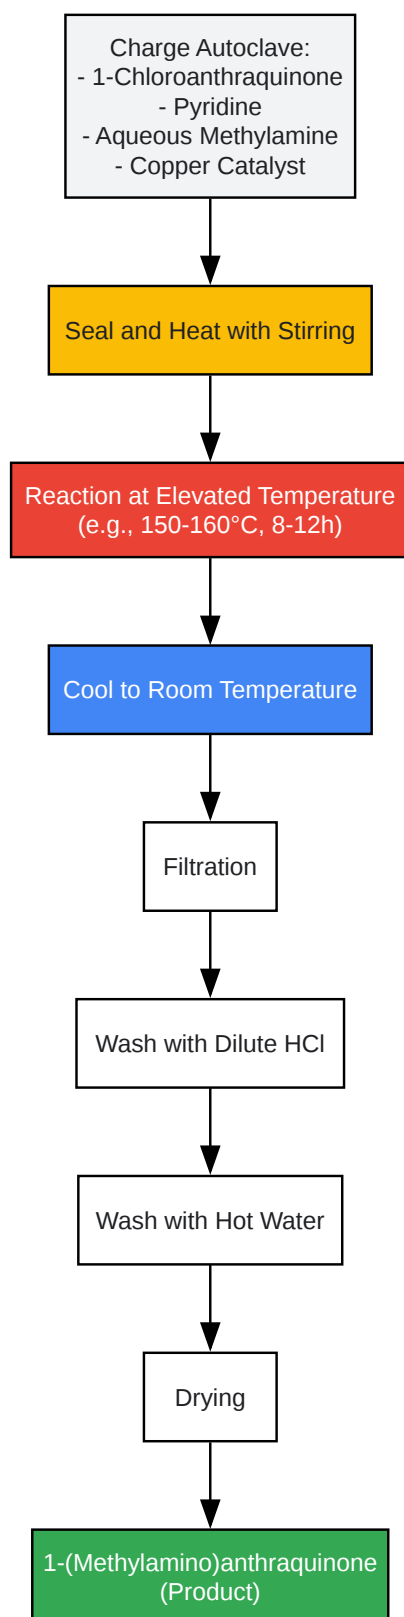 Charge Autoclave:
- 1-Chloroanthraquinone
- Pyridine
- Aqueous Methylamine
- Copper Catalyst
Seal and Heat with Stirring
Reaction at Elevated Temperature
(e.g., 150-160°C, 8-12h)
Cool to Room Temperature
Filtration
Wash with Dilute HCl
Wash with Hot Water
Drying
1-(Methylamino)anthraquinone
(Product)